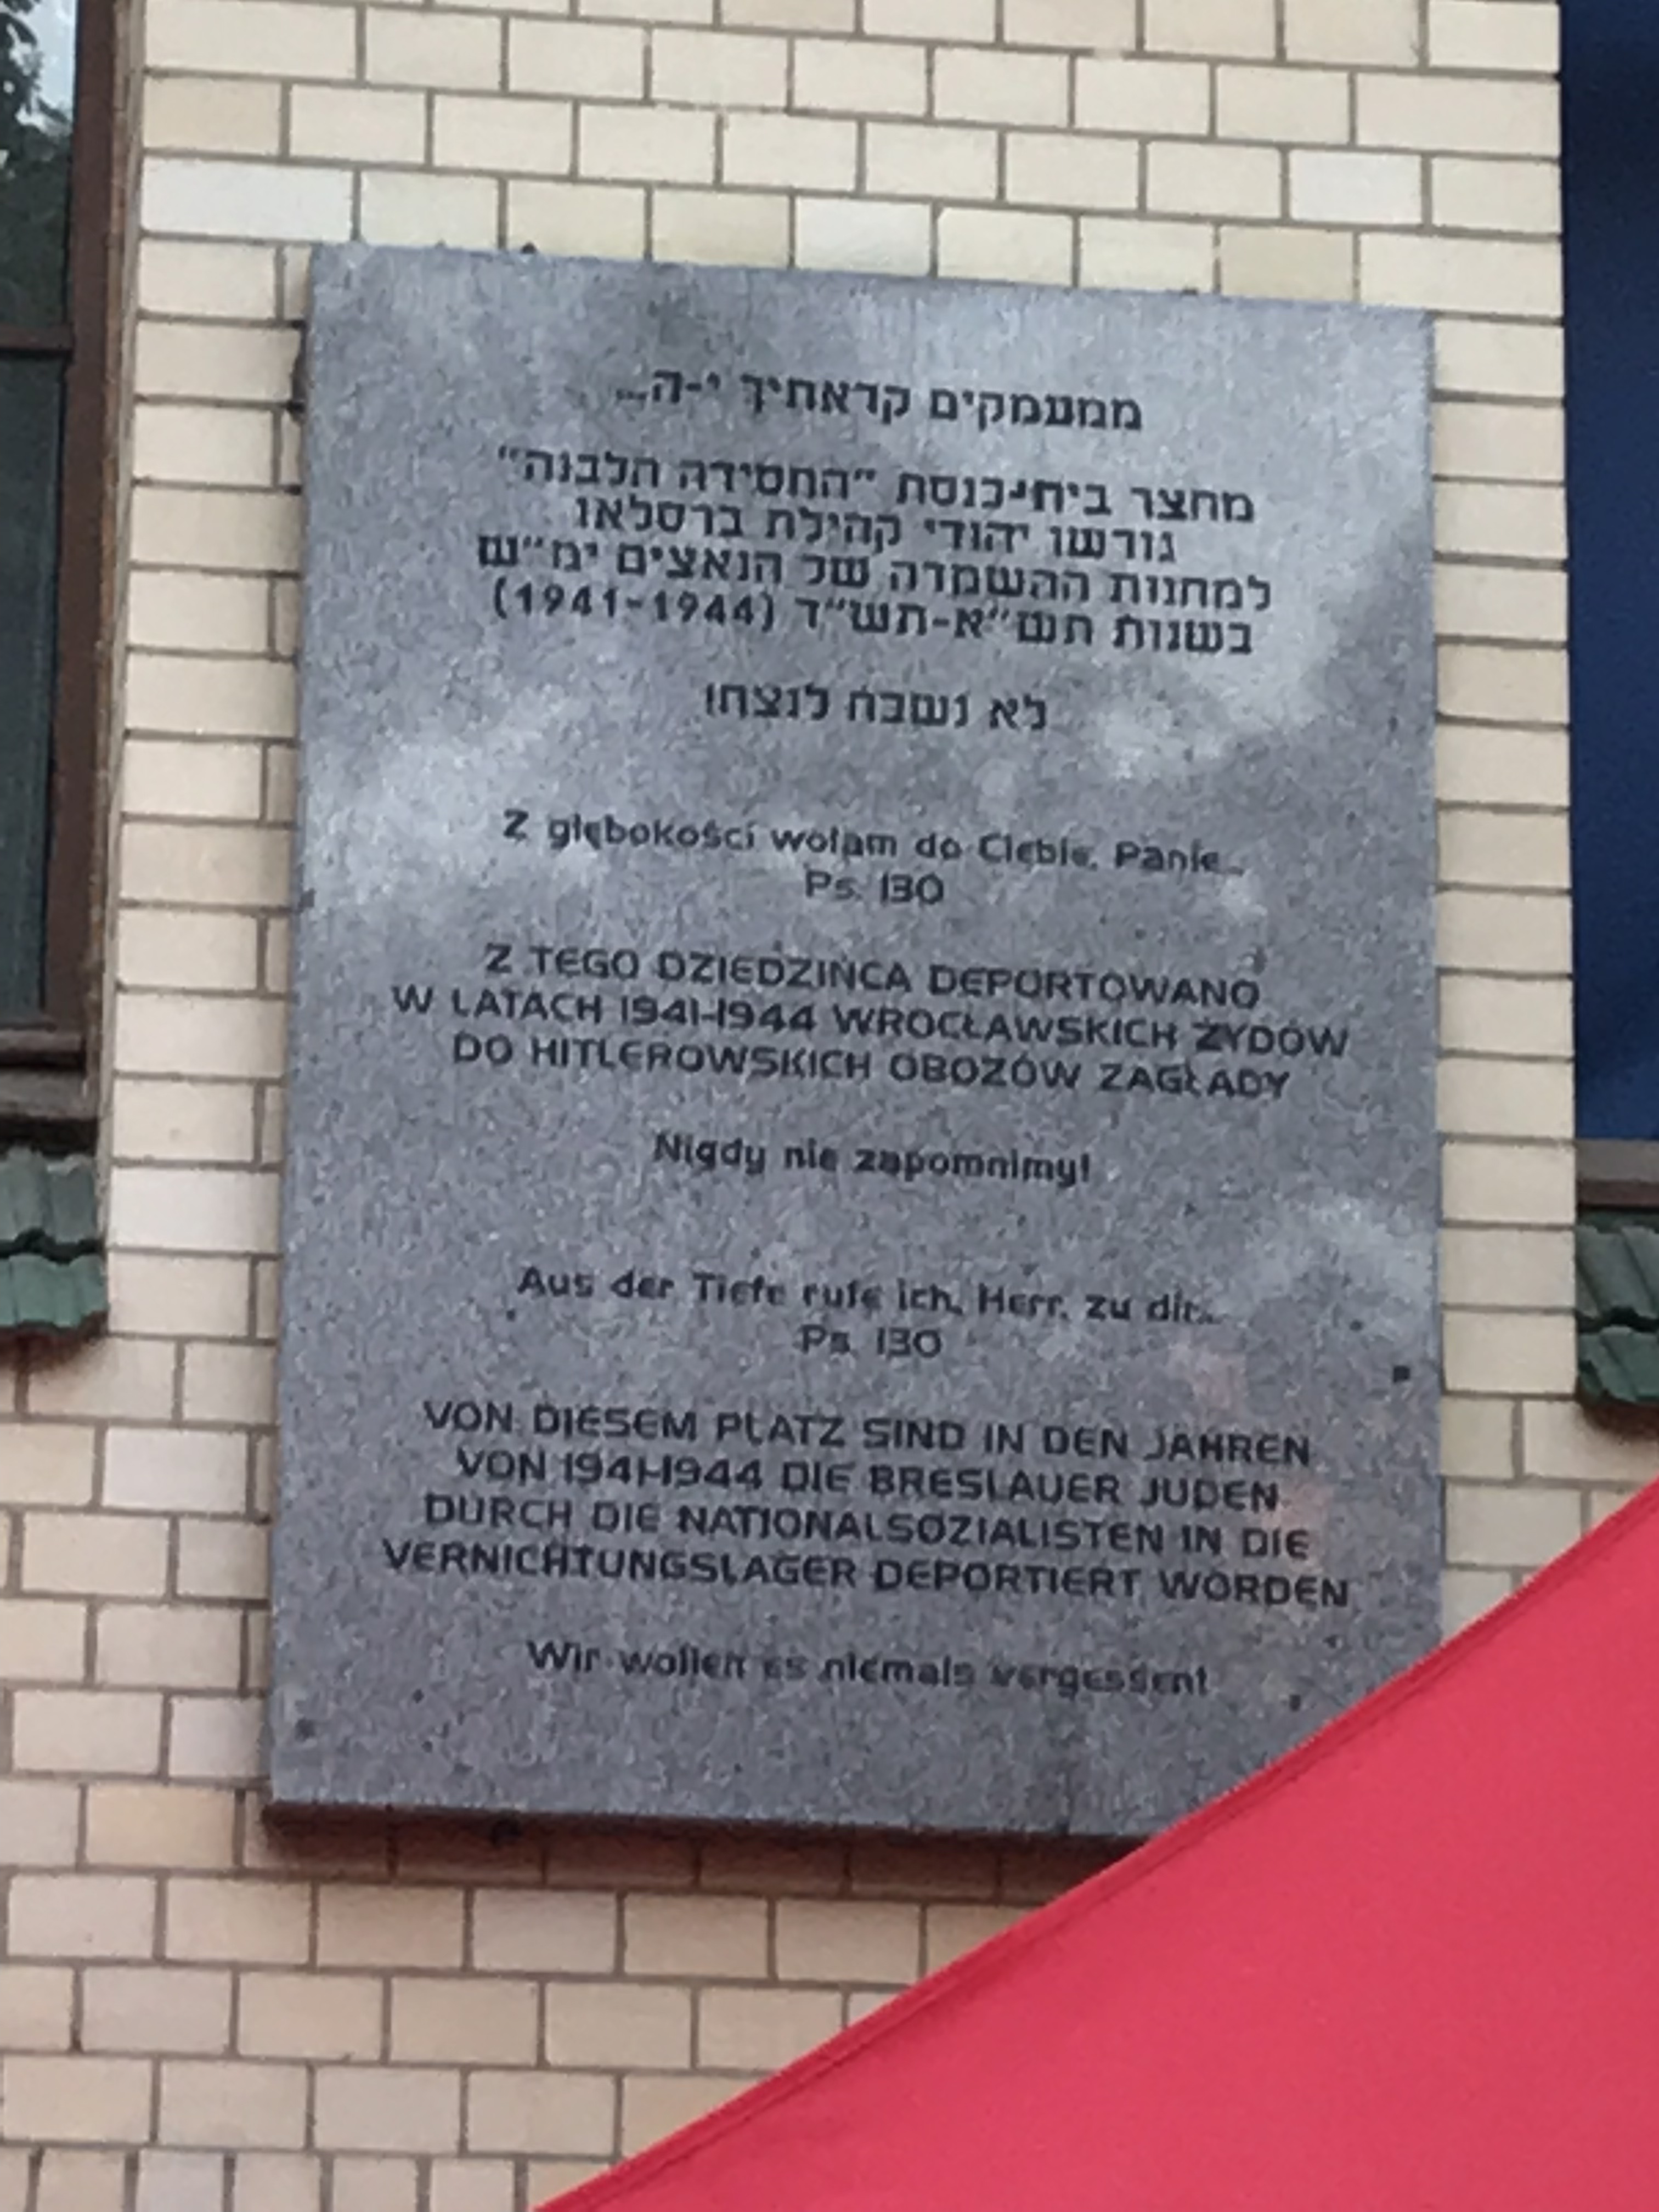 ממעמקים קראתיך י-ה...
מחצר בית-כנסת "החסידה הלבנה"
גורשו יהודי קהילת ברסלאו
למחנות ההשמדה של הנאצים ימ"ש
בשנות תש"א-תש"ד (1941-1944)
לא נשכח לנצח!
Z głębokości wołam do Ciebie, Panie...
Ps. 130
Z TEGO DZIEDZIŃCA DEPORTOWANO
W LATACH 1941-1944 WROCŁAWSKICH ŻYDÓW
DO HITLEROWSKICH OBOZÓW ZAGŁADY
Nigdy nie zapomnimy!
Aus der Tiefe rufe ich, Herr, zu dir...
Ps. 130
VON DIESEM PLATZ SIND IN DEN JAHREN
VON 1941-1944 DIE BRESLAUER JUDEN
DURCH DIE NATIONALSOZIALISTEN IN DIE
VERNICHTUNGSLAGER DEPORTIERT WORDEN
Wir wollen es niemals vergessen!